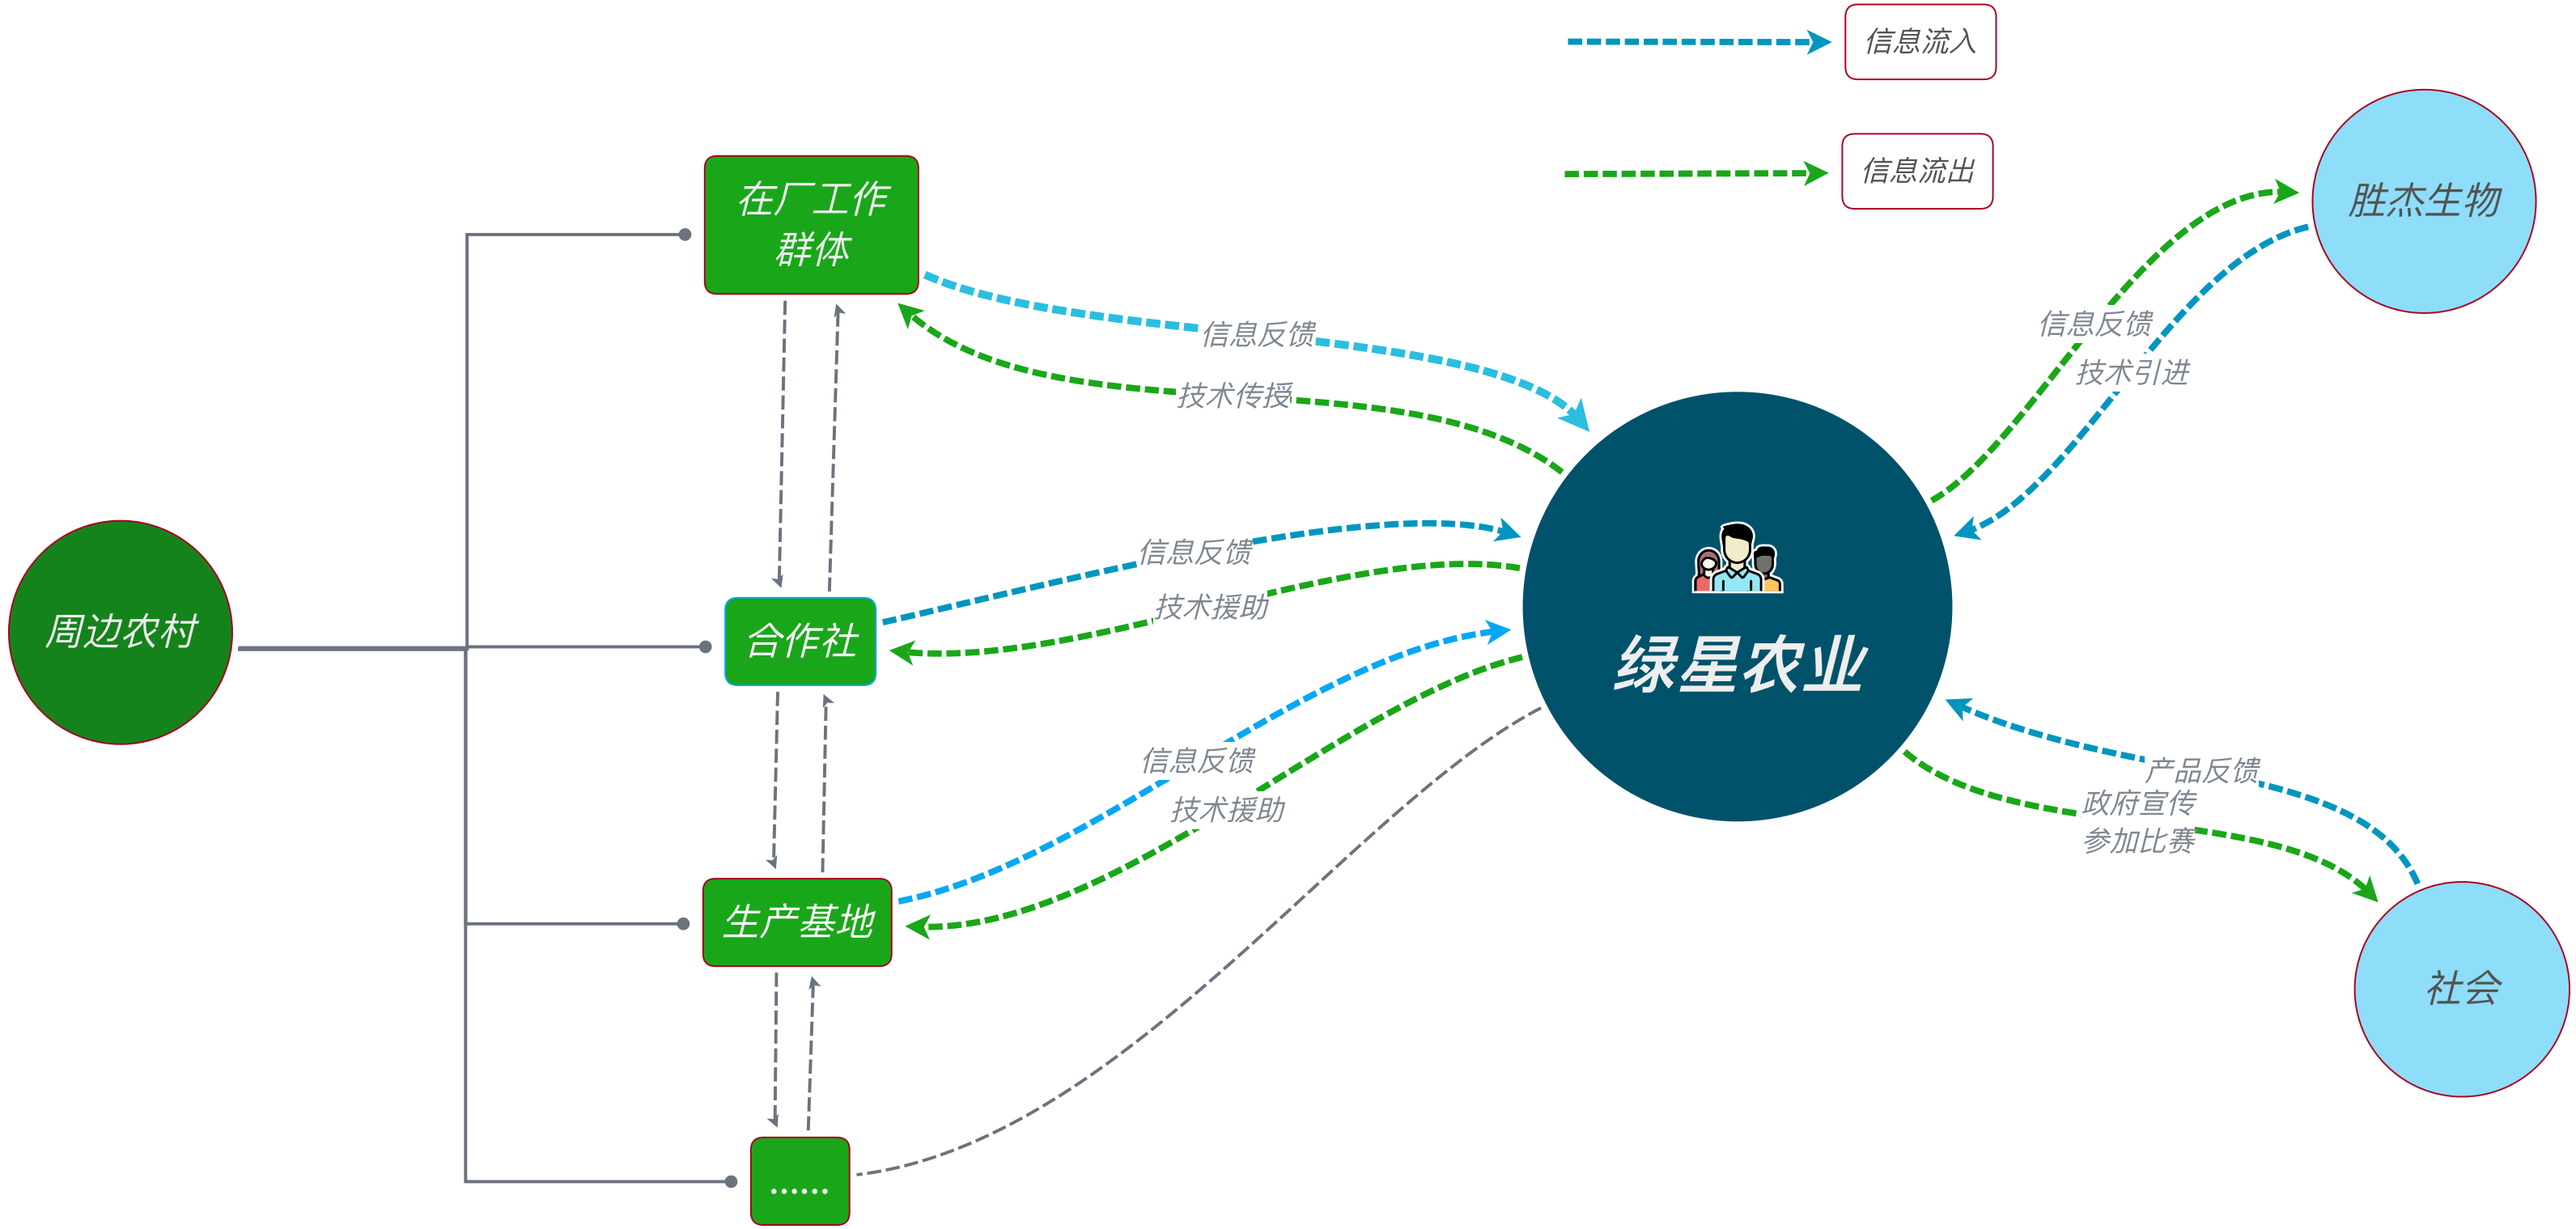 信息流入
信息流出
胜杰生物
在厂工作
群体
信息反馈
技术传授
信息反馈
技术引进
信息反馈
技术援助
周边农村
合作社
绿星农业
信息反馈
技术援助
产品反馈
政府宣传
参加比赛
生产基地
社会
……